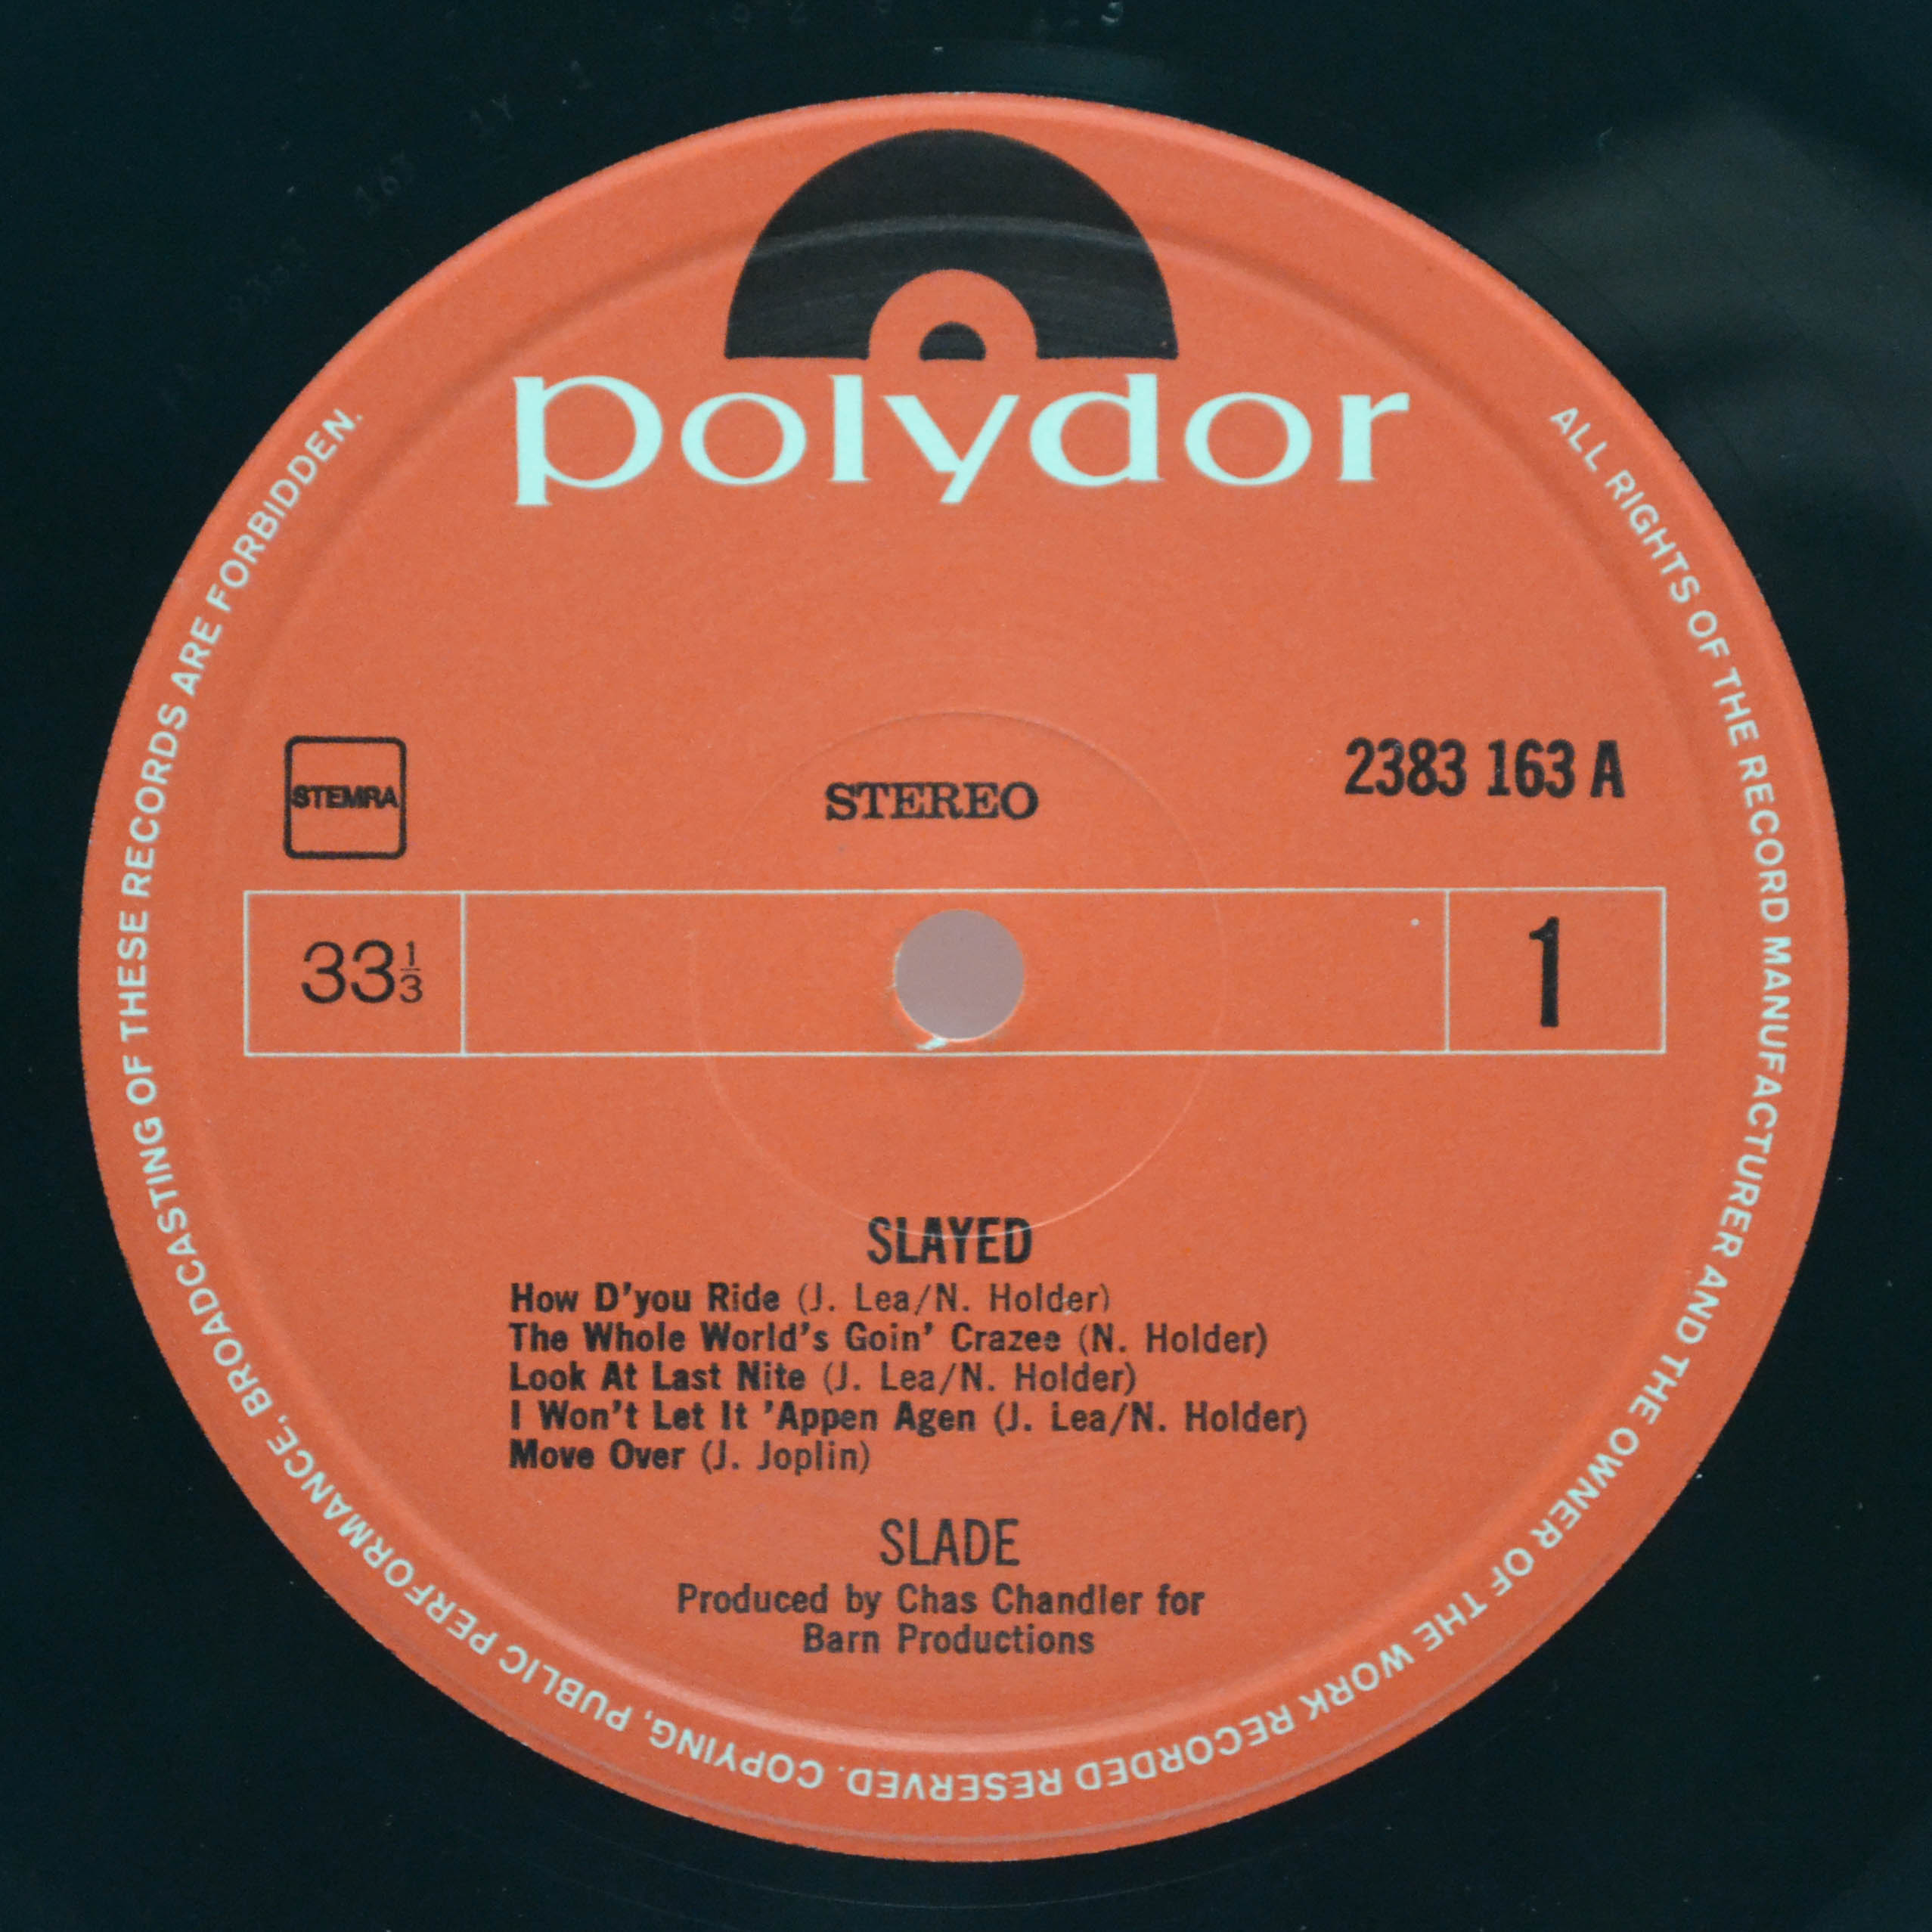 polydor
ALL RIGHTS OF THE RECORD MANUFACTURER AND THE OWNER OF THE WORK RECORDED RESERVED. COPYING, PUBLIC PERFORMANCE, BROADCASTING OF THESE RECORDS ARE FORBIDDEN.
STEMRA
STEREO
2383 163 A
33⅓
1
SLAYED
How D'you Ride (J. Lea/N. Holder)
The Whole World's Goin' Crazee (N. Holder)
Look At Last Nite (J. Lea/N. Holder)
I Won't Let It 'Appen Agen (J. Lea/N. Holder)
Move Over (J. Joplin)
SLADE
Produced by Chas Chandler for
Barn Productions